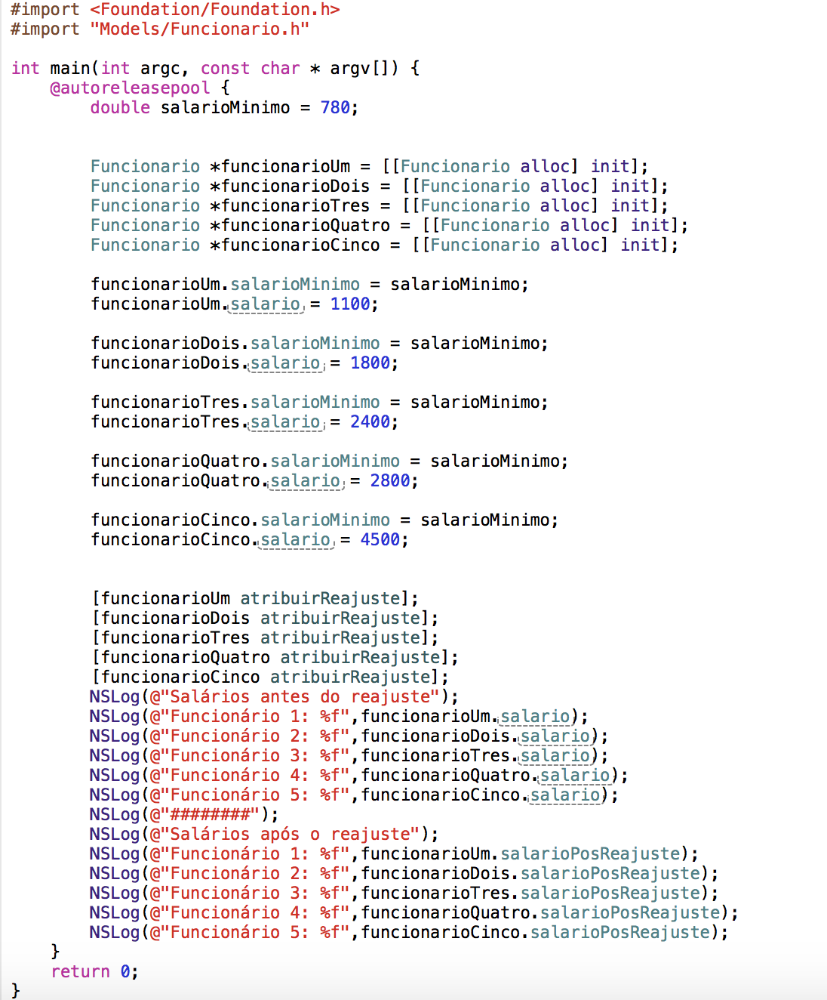 #import <Foundation/Foundation.h>
#import "Models/Funcionario.h"
int main(int argc, const char * argv[]) {
@autoreleasepool {
double salarioMinimo = 780;
Funcionario *funcionarioUm = [[Funcionario alloc] init];
Funcionario *funcionarioDois = [[Funcionario alloc] init];
Funcionario *funcionarioTres = [[Funcionario alloc] init];
Funcionario *funcionarioQuatro = [[Funcionario alloc] init];
Funcionario *funcionarioCinco = [[Funcionario alloc] init];
funcionarioUm.salarioMinimo = salarioMinimo;
funcionarioUm.salario = 1100;
funcionarioDois.salarioMinimo = salarioMinimo;
funcionarioDois.salario = 1800;
funcionarioTres.salarioMinimo = salarioMinimo;
funcionarioTres.salario = 2400;
funcionarioQuatro.salarioMinimo = salarioMinimo;
funcionarioQuatro.salario = 2800;
funcionarioCinco.salarioMinimo = salarioMinimo;
funcionarioCinco.salario = 4500;
[funcionarioUm atribuirReajuste];
[funcionarioDois atribuirReajuste];
[funcionarioTres atribuirReajuste];
[funcionarioQuatro atribuirReajuste];
[funcionarioCinco atribuirReajuste];
NSLog(@"Salários antes do reajuste");
NSLog(@"Funcionário 1: %f",funcionarioUm.salario);
NSLog(@"Funcionário 2: %f",funcionarioDois.salario);
NSLog(@"Funcionário 3: %f",funcionarioTres.salario);
NSLog(@"Funcionário 4: %f",funcionarioQuatro.salario);
NSLog(@"Funcionário 5: %f",funcionarioCinco.salario);
NSLog(@"########");
NSLog(@"Salários após o reajuste");
NSLog(@"Funcionário 1: %f",funcionarioUm.salarioPosReajuste);
NSLog(@"Funcionário 2: %f",funcionarioDois.salarioPosReajuste);
NSLog(@"Funcionário 3: %f",funcionarioTres.salarioPosReajuste);
NSLog(@"Funcionário 4: %f",funcionarioQuatro.salarioPosReajuste);
NSLog(@"Funcionário 5: %f",funcionarioCinco.salarioPosReajuste);
}
return 0;
}